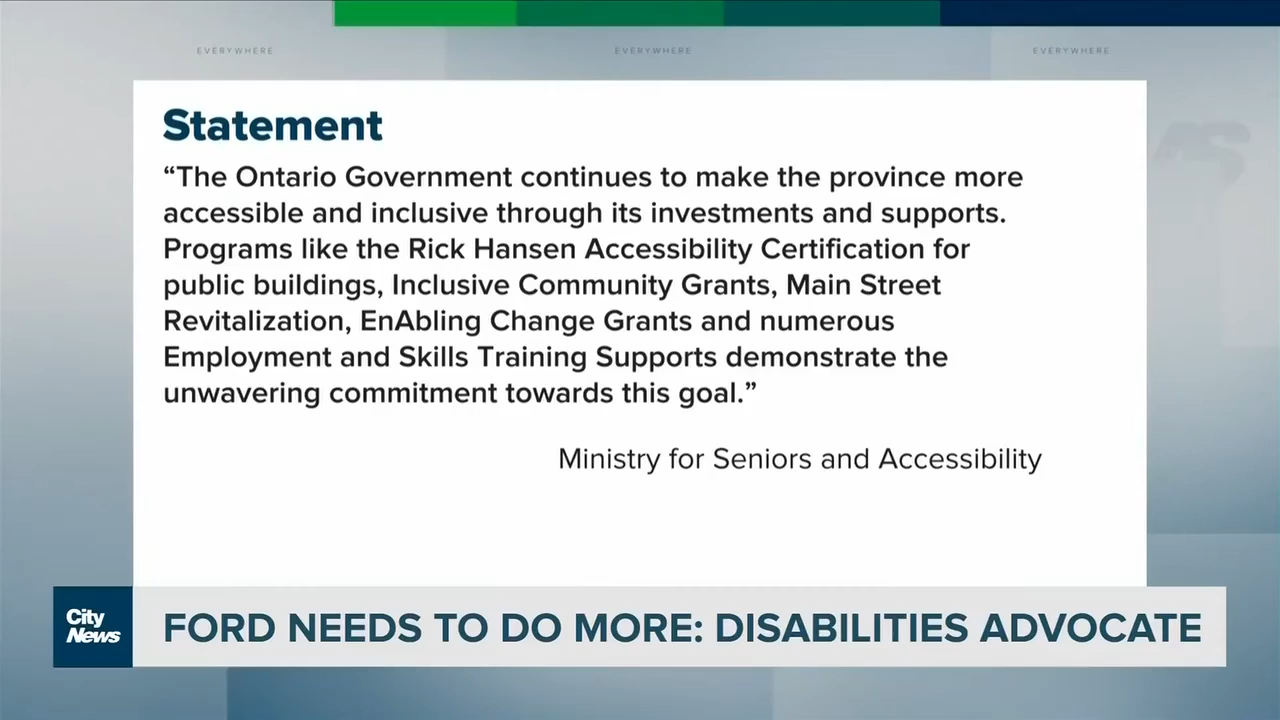 EVERYWHERE EVERYWHERE EVERYWHERE
Statement
“The Ontario Government continues to make the province more
accessible and inclusive through its investments and supports.
Programs like the Rick Hansen Accessibility Certification for
public buildings, Inclusive Community Grants, Main Street
Revitalization, EnAbling Change Grants and numerous
Employment and Skills Training Supports demonstrate the
unwavering commitment towards this goal.”
Ministry for Seniors and Accessibility
City
News
FORD NEEDS TO DO MORE: DISABILITIES ADVOCATE